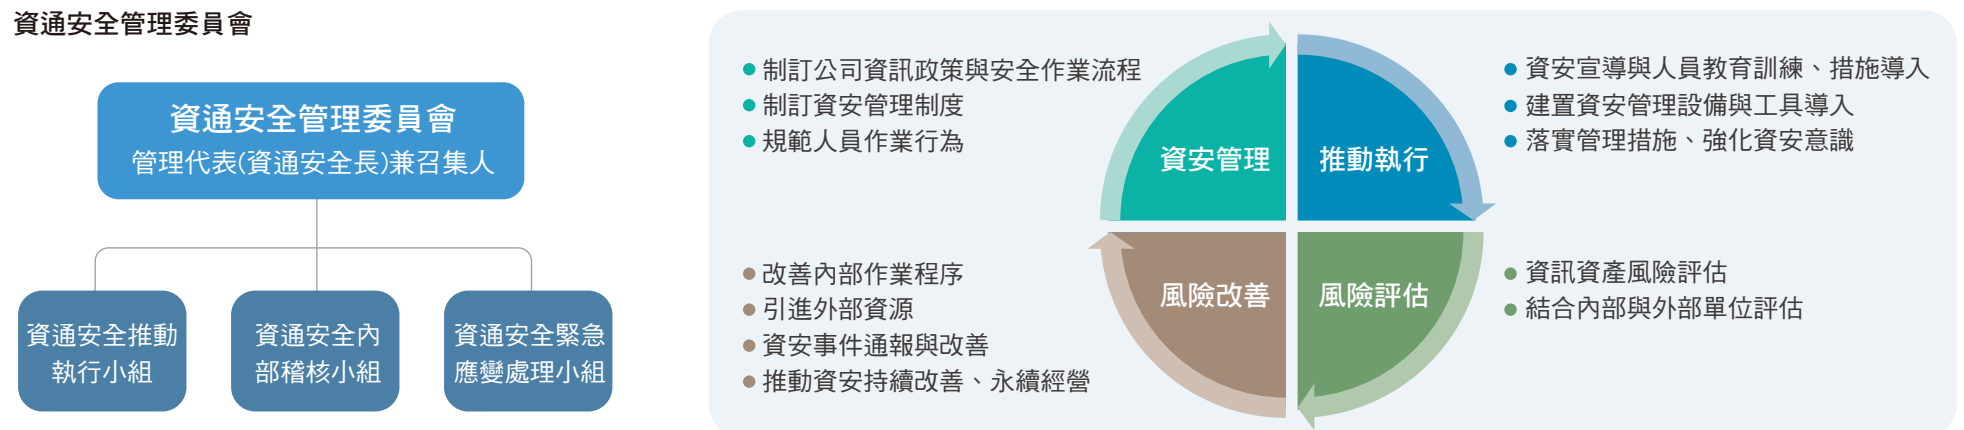 資通安全管理委員會
資通安全管理委員會
管理代表(資通安全長)兼召集人
資通安全推動
執行小組
資通安全內
部稽核小組
資通安全緊急
應變處理小組
制訂公司資訊政策與安全作業流程
制訂資安管理制度
規範人員作業行為
資安管理
推動執行
資安宣導與人員教育訓練、措施導入
建置資安管理設備與工具導入
落實管理措施、強化資安意識
改善內部作業程序
引進外部資源
資安事件通報與改善
推動資安持續改善、永續經營
風險改善
風險評估
資訊資產風險評估
結合內部與外部單位評估